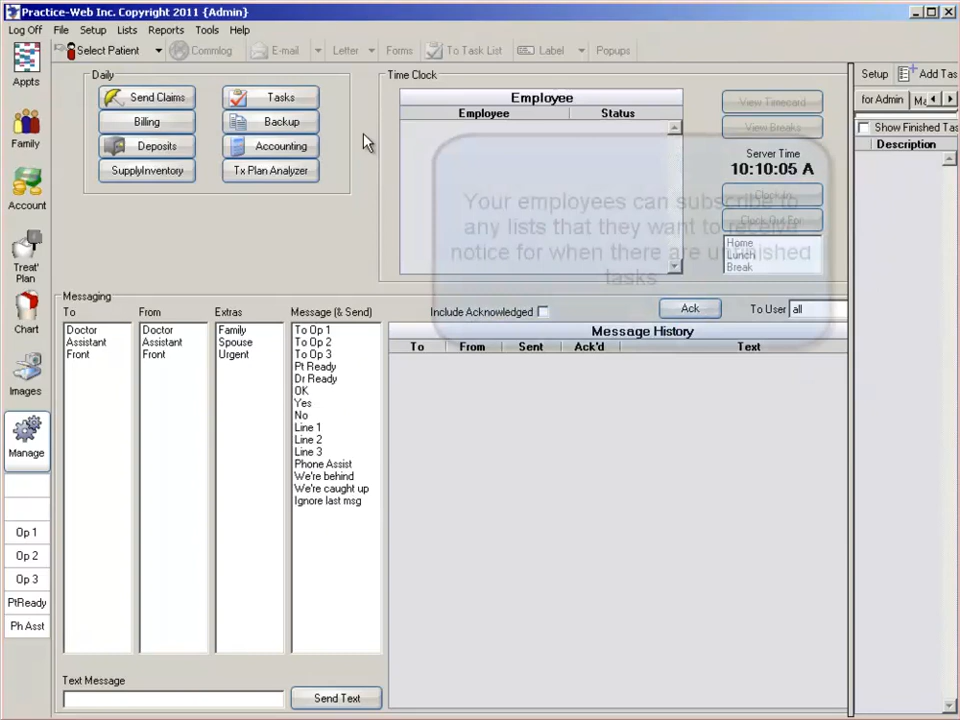 Practice-Web Inc. Copyright 2011 {Admin}
Log Off File Setup Lists Reports Tools Help
Select Patient Commlog E-mail Letter Forms To Task List Label Popups
Appts
Family
Account
Treat'
Plan
Chart
Images
Manage
Op 1
Op 2
Op 3
PtReady
Ph Asst
Daily
Send Claims
Billing
Deposits
SupplyInventory
Tasks
Backup
Accounting
Tx Plan Analyzer
Time Clock
Employee
Employee Status
View Timecard
View Breaks
Server Time
10:10:05 A
Clock In
Clock Out For:
Home
Lunch
Break
Your employees can subscribe to
any lists that they want to receive
notice for when there are unfinished
tasks
Setup Add Tas
for Admin
Show Finished Tas
Description
Messaging
To
Doctor
Assistant
Front
From
Doctor
Assistant
Front
Extras
Family
Spouse
Urgent
Message (& Send)
To Op 1
To Op 2
To Op 3
Pt Ready
Dr Ready
OK
Yes
No
Line 1
Line 2
Line 3
Phone Assist
We're behind
We're caught up
Ignore last msg
Include Acknowledged
Ack
To User all
Message History
To From Sent Ack'd Text
Text Message
Send Text